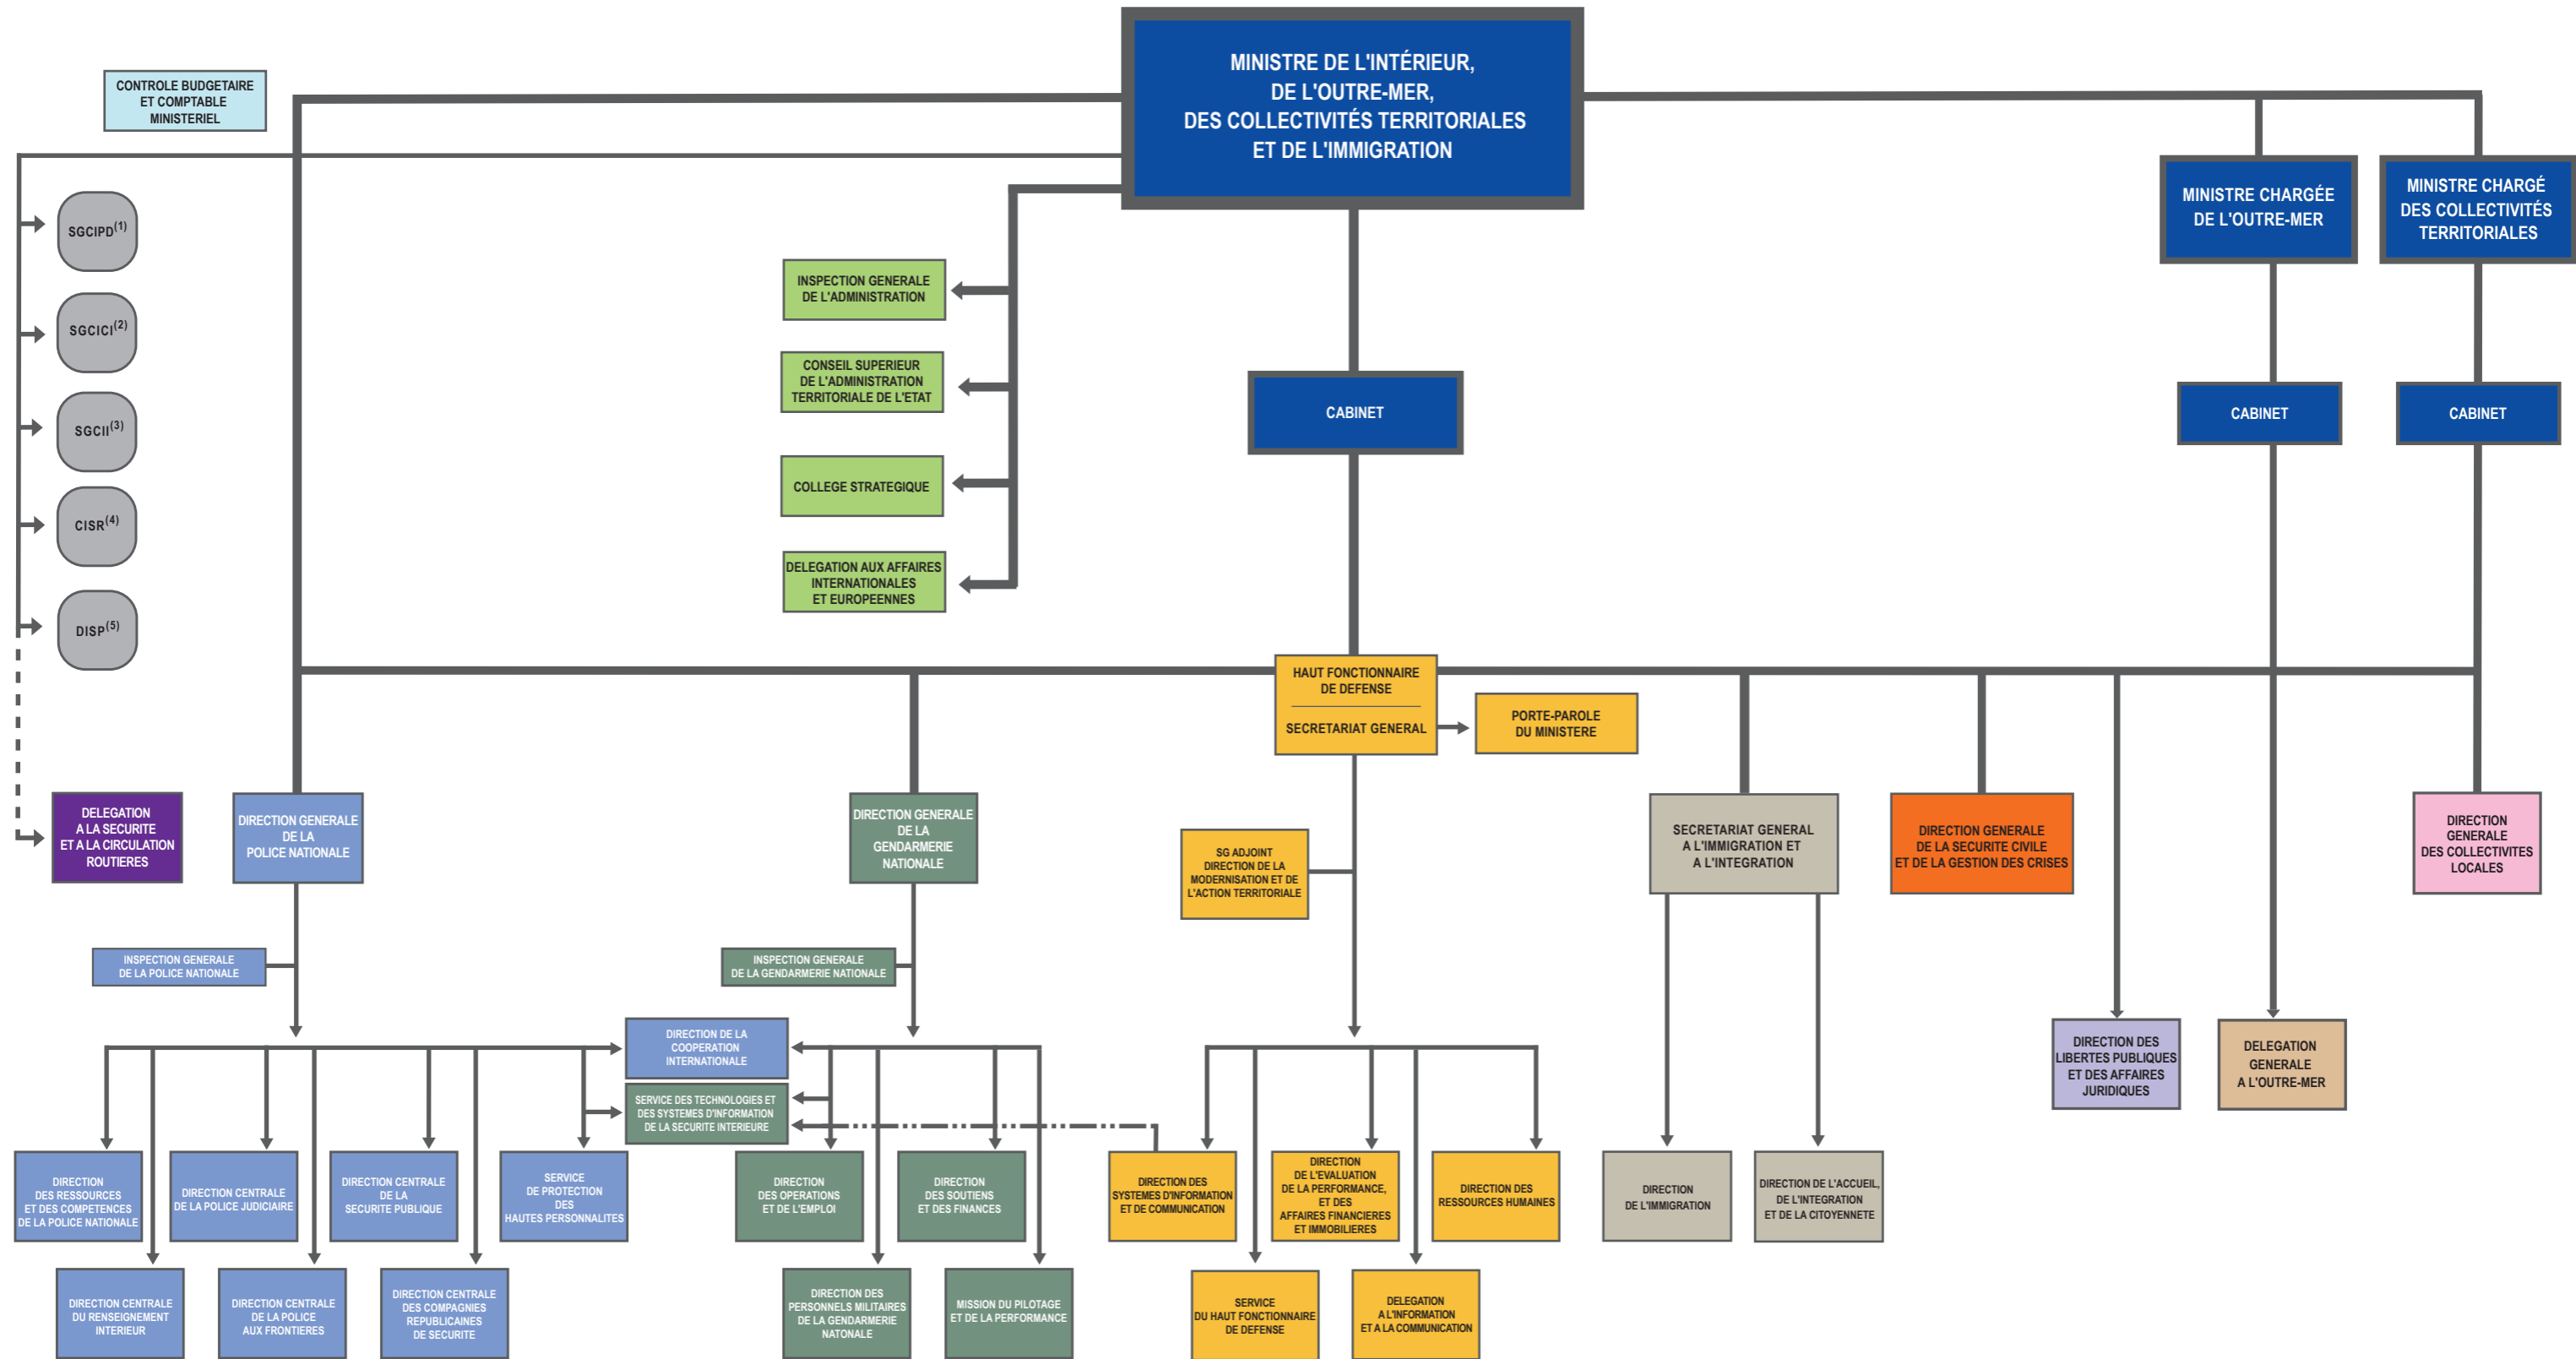 MINISTRE DE L'INTÉRIEUR,
DE L'OUTRE-MER,
DES COLLECTIVITÉS TERRITORIALES
ET DE L'IMMIGRATION
CONTROLE BUDGETAIRE
ET COMPTABLE
MINISTERIEL
MINISTRE CHARGÉE
DE L'OUTRE-MER
MINISTRE CHARGÉ
DES COLLECTIVITÉS
TERRITORIALES
SGCIPD(1)
SGCICI(2)
SGCII(3)
CISR(4)
DISP(5)
INSPECTION GENERALE
DE L'ADMINISTRATION
CONSEIL SUPERIEUR
DE L'ADMINISTRATION
TERRITORIALE DE L'ETAT
COLLEGE STRATEGIQUE
DELEGATION AUX AFFAIRES
INTERNATIONALES
ET EUROPEENNES
CABINET
CABINET
CABINET
HAUT FONCTIONNAIRE
DE DEFENSE
SECRETARIAT GENERAL
PORTE-PAROLE
DU MINISTERE
DELEGATION
A LA SECURITE
ET A LA CIRCULATION
ROUTIERES
DIRECTION GENERALE
DE LA
POLICE NATIONALE
DIRECTION GENERALE
DE LA
GENDARMERIE
NATIONALE
SG ADJOINT
DIRECTION DE LA
MODERNISATION ET DE
L'ACTION TERRITORIALE
SECRETARIAT GENERAL
A L'IMMIGRATION ET
A L'INTEGRATION
DIRECTION GENERALE
DE LA SECURITE CIVILE
ET DE LA GESTION DES CRISES
DIRECTION
GENERALE
DES COLLECTIVITES
LOCALES
INSPECTION GENERALE
DE LA POLICE NATIONALE
INSPECTION GENERALE
DE LA GENDARMERIE NATIONALE
DIRECTION DE LA
COOPERATION
INTERNATIONALE
SERVICE DES TECHNOLOGIES ET
DES SYSTEMES D'INFORMATION
DE LA SECURITE INTERIEURE
DIRECTION DES
LIBERTES PUBLIQUES
ET DES AFFAIRES
JURIDIQUES
DELEGATION
GENERALE
A L'OUTRE-MER
DIRECTION
DES RESSOURCES
ET DES COMPETENCES
DE LA POLICE NATIONALE
DIRECTION CENTRALE
DE LA POLICE JUDICIAIRE
DIRECTION CENTRALE
DE LA
SECURITE PUBLIQUE
SERVICE
DE PROTECTION
DES
HAUTES PERSONNALITES
DIRECTION
DES OPERATIONS
ET DE L'EMPLOI
DIRECTION
DES SOUTIENS
ET DES FINANCES
DIRECTION DES
SYSTEMES D'INFORMATION
ET DE COMMUNICATION
DIRECTION
DE L'EVALUATION
DE LA PERFORMANCE,
ET DES
AFFAIRES FINANCIERES
ET IMMOBILIERES
DIRECTION DES
RESSOURCES HUMAINES
DIRECTION
DE L'IMMIGRATION
DIRECTION DE L'ACCUEIL,
DE L'INTEGRATION
ET DE LA CITOYENNETE
DIRECTION CENTRALE
DU RENSEIGNEMENT
INTERIEUR
DIRECTION CENTRALE
DE LA POLICE
AUX FRONTIERES
DIRECTION CENTRALE
DES COMPAGNIES
REPUBLICAINES
DE SECURITE
DIRECTION DES
PERSONNELS MILITAIRES
DE LA GENDARMERIE
NATONALE
MISSION DU PILOTAGE
ET DE LA PERFORMANCE
SERVICE
DU HAUT FONCTIONNAIRE
DE DEFENSE
DELEGATION
A L'INFORMATION
ET A LA COMMUNICATION